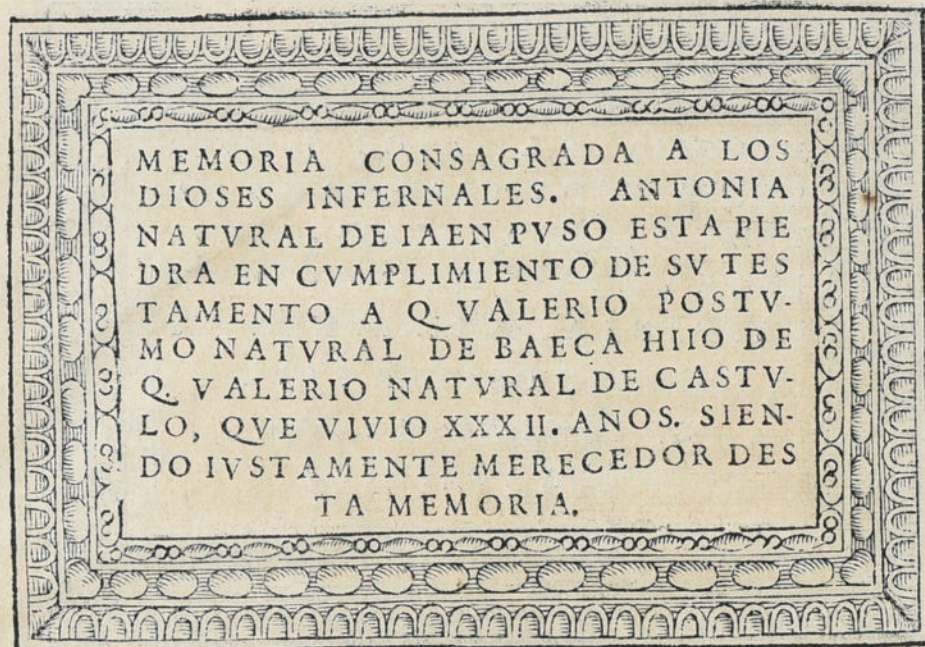 MEMORIA CONSAGRADA A LOS
DIOSES INFERNALES. ANTONIA
NATVRAL DE IAEN PVSO ESTA PIE
DRA EN CVMPLIMIENTO DE SV TES
TAMENTO A Q. VALERIO POSTV-
MO NATVRAL DE BAEÇA HIIO DE
Q. VALERIO NATVRAL DE CASTV-
LO, QVE VIVIO XXXII. ANOS. SIEN-
DO IVSTAMENTE MERECEDOR DES
TA MEMORIA.